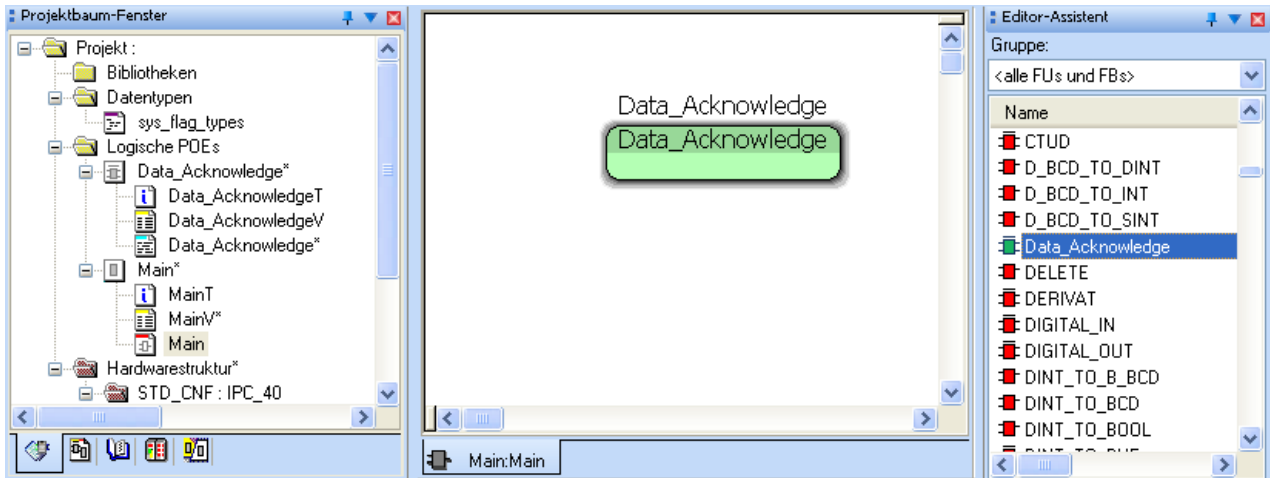 Projektbaum-Fenster
Projekt :
Bibliotheken
Datentypen
sys_flag_types
Logische POEs
Data_Acknowledge*
Data_AcknowledgeT
Data_AcknowledgeV
Data_Acknowledge*
Main*
MainT
MainV*
Main
Hardwarestruktur*
STD_CNF : IPC_40
Data_Acknowledge
Data_Acknowledge
Main:Main
Editor-Assistent
Gruppe:
<alle FUs und FBs>
Name
CTUD
D_BCD_TO_DINT
D_BCD_TO_INT
D_BCD_TO_SINT
Data_Acknowledge
DELETE
DERIVAT
DIGITAL_IN
DIGITAL_OUT
DINT_TO_B_BCD
DINT_TO_BCD
DINT_TO_BOOL